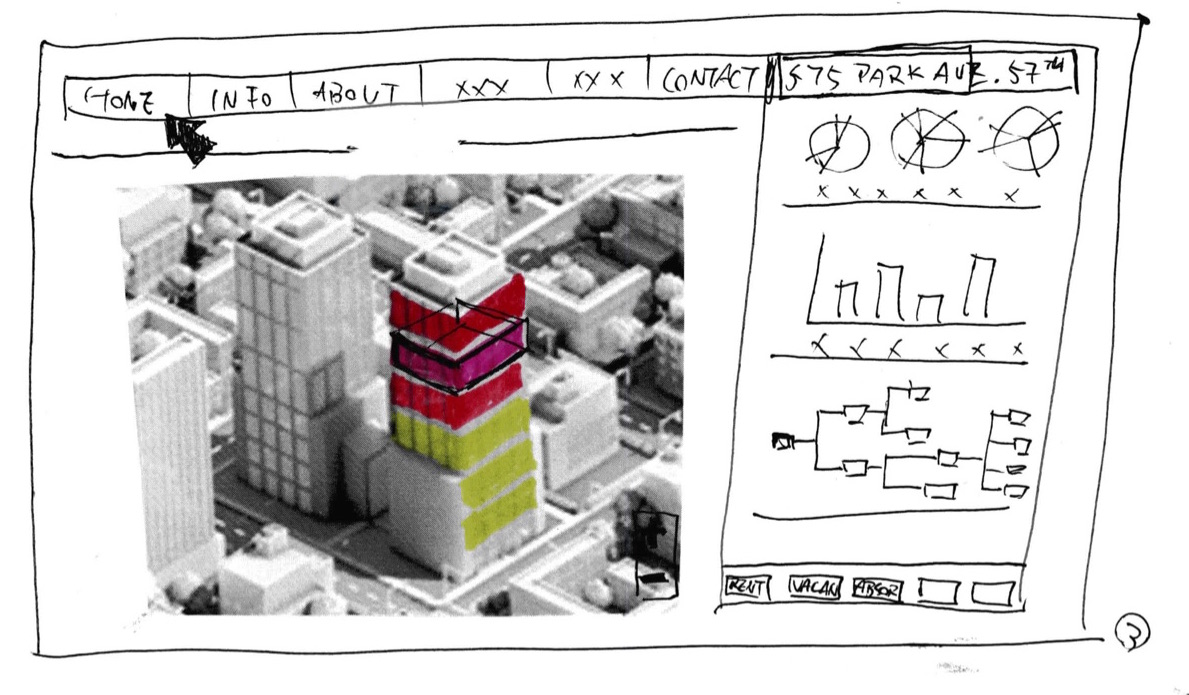 HOME INFO ABOUT XXX XXX CONTACT 575 PARK AVE. 57TH
X X X X X X
X X X X X X
RENT VACAN ABSOR
3